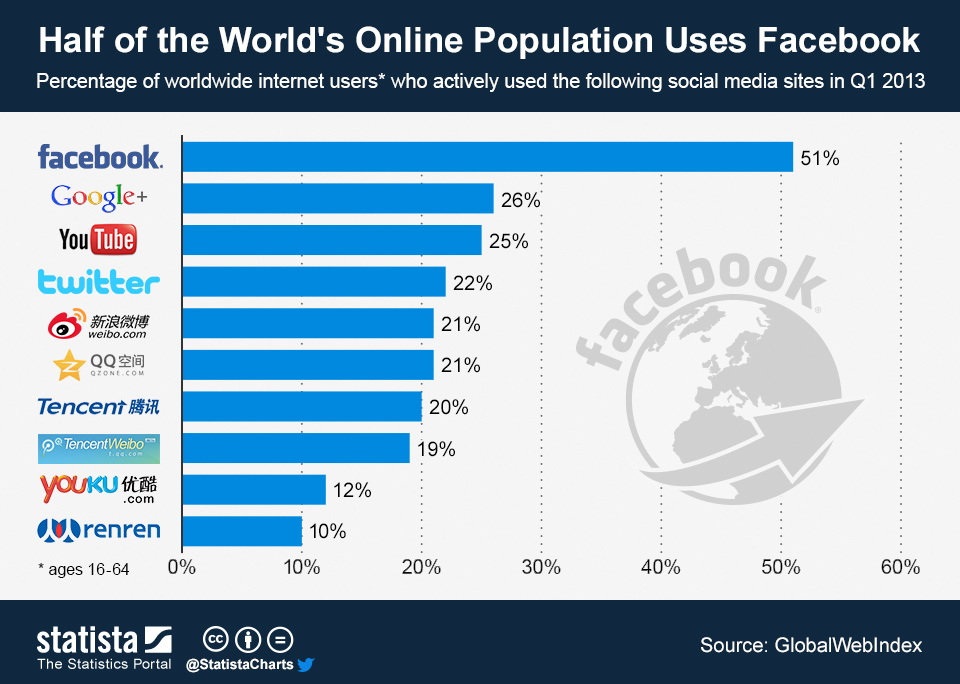 Half of the World's Online Population Uses Facebook
Percentage of worldwide internet users* who actively used the following social media sites in Q1 2013
facebook.
51%
Google+
26%
YouTube
25%
twitter
22%
新浪微博
weibo.com
21%
QQ空间
QZONE.COM
21%
Tencent 腾讯
20%
TencentWeibo
t.qq.com
19%
YOUKU 优酷
.com
12%
renren
10%
facebook
* ages 16-64
0% 10% 20% 30% 40% 50% 60%
statista
The Statistics Portal
cc
@StatistaCharts
Source: GlobalWebIndex